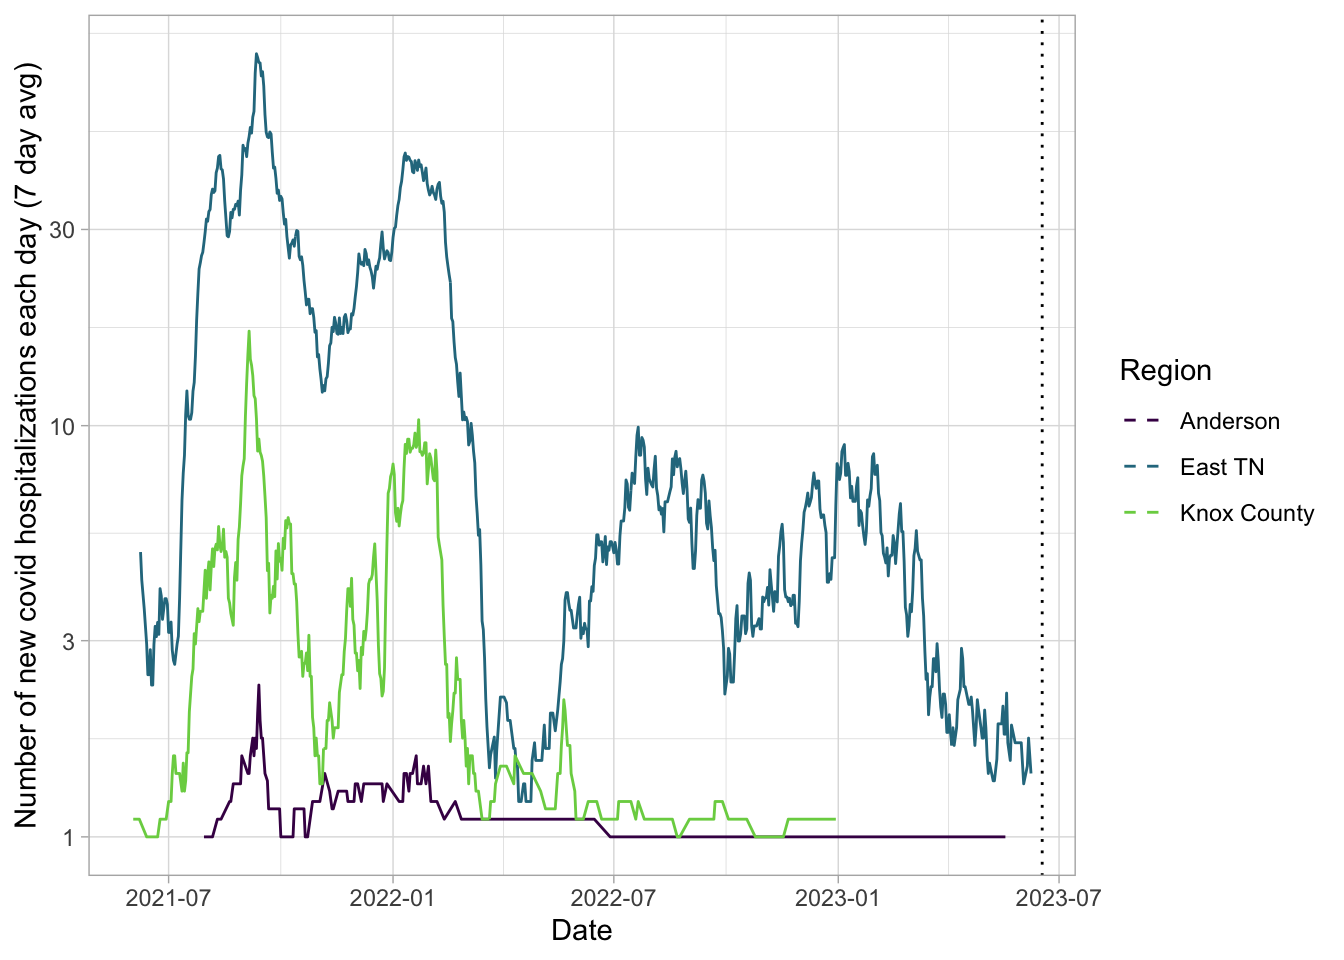 Number of new covid hospitalizations each day (7 day avg)
30
10
3
1
2021-07
2022-01
2022-07
2023-01
2023-07
Date
Region
Anderson
East TN
Knox County